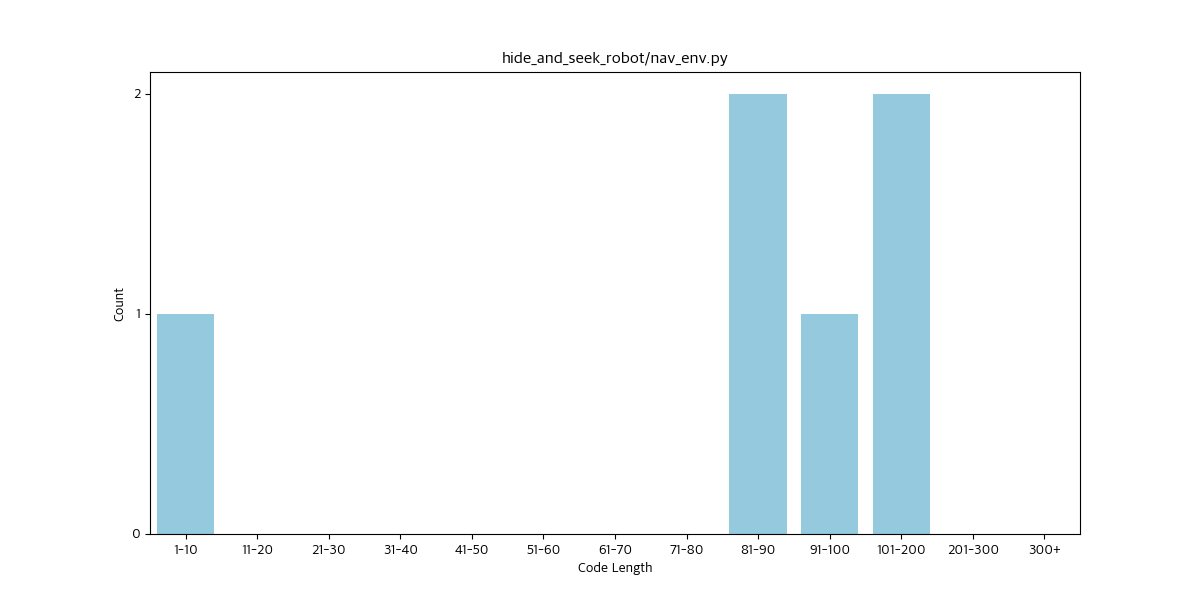 hide_and_seek_robot/nav_env.py
2
1
0
Count
1-10 11-20 21-30 31-40 41-50 51-60 61-70 71-80 81-90 91-100 101-200 201-300 300+
Code Length